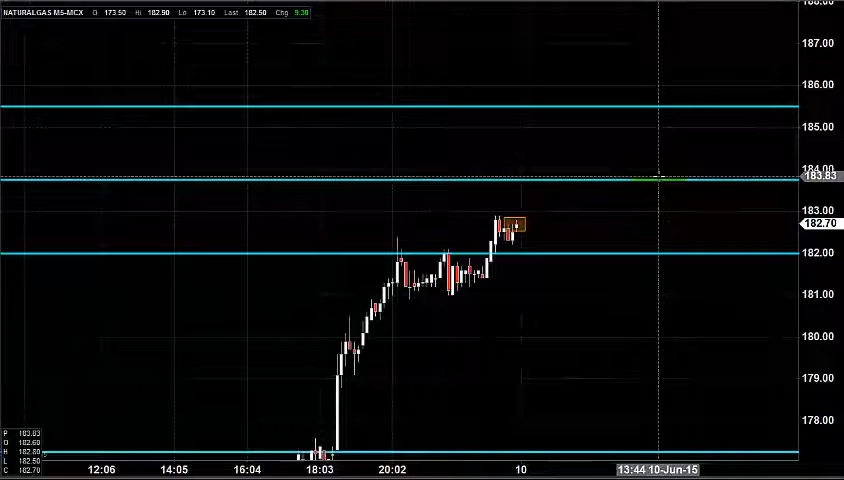 NATURALGAS M5-MCX O 173.50 Hi 182.90 Lo 173.10 Last 182.50 Chg 9.30
188.00
187.00
186.00
185.00
184.00
183.83
183.00
182.70
182.00
181.00
180.00
179.00
178.00
P 183.83
O 182.60
H 182.80
L 182.50
C 182.70
12:06 14:05 16:04 18:03 20:02 10 13:44 10-Jun-15